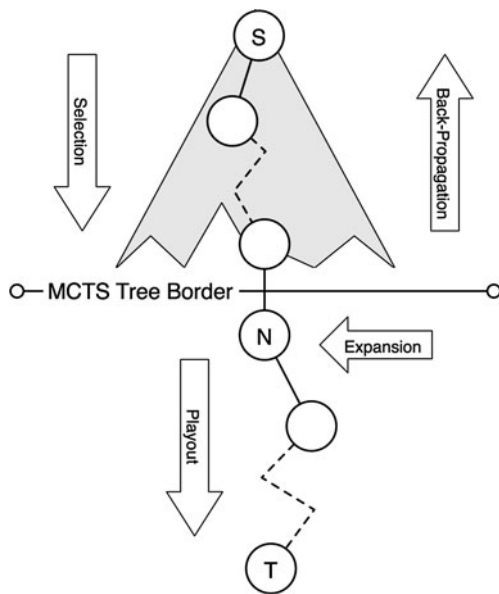 S
Selection
Back-Propagation
MCTS Tree Border
N
Expansion
Playout
T